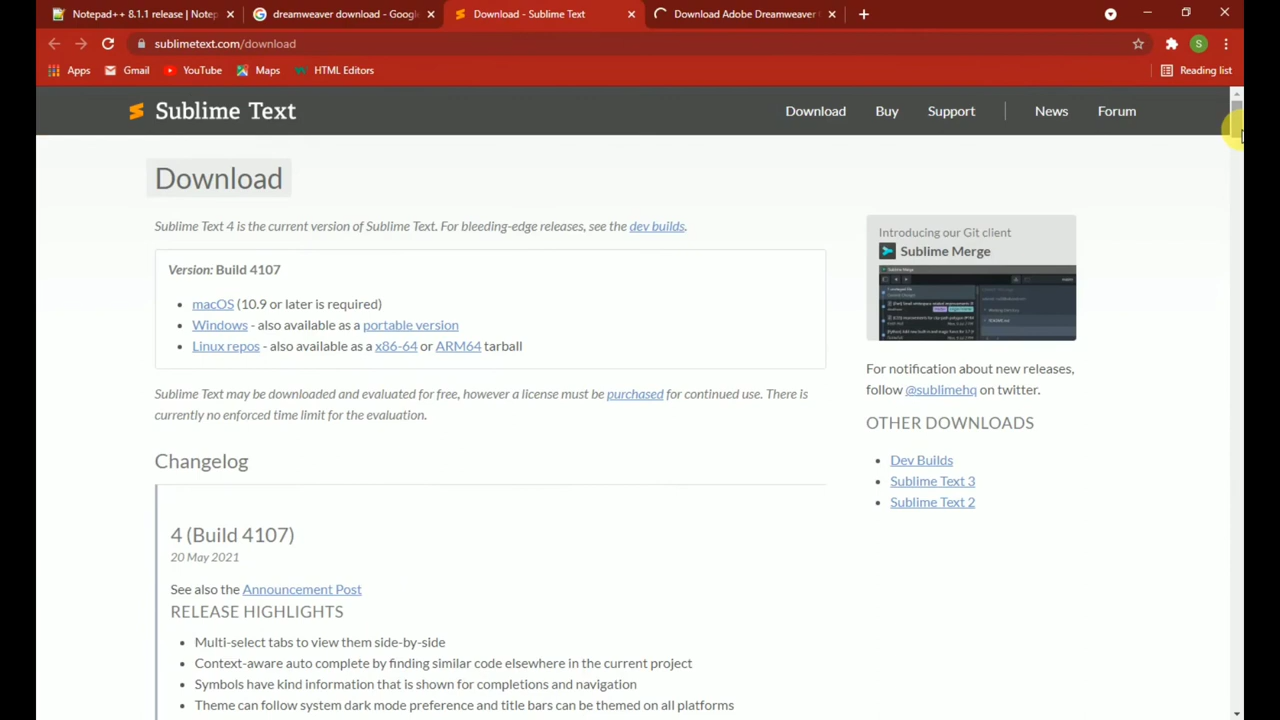 Notepad++ 8.1.1 release | Notep
dreamweaver download - Google
Download - Sublime Text
Download Adobe Dreamweaver
sublimetext.com/download
S
Apps
Gmail
YouTube
Maps
HTML Editors
Reading list
Sublime Text
Download
Buy
Support
News
Forum
Download
Sublime Text 4 is the current version of Sublime Text. For bleeding-edge releases, see the dev builds.
Version: Build 4107
macOS (10.9 or later is required)
Windows - also available as a portable version
Linux repos - also available as a x86-64 or ARM64 tarball
Sublime Text may be downloaded and evaluated for free, however a license must be purchased for continued use. There is
currently no enforced time limit for the evaluation.
Changelog
4 (Build 4107)
20 May 2021
See also the Announcement Post
RELEASE HIGHLIGHTS
Multi-select tabs to view them side-by-side
Context-aware auto complete by finding similar code elsewhere in the current project
Symbols have kind information that is shown for completions and navigation
Theme can follow system dark mode preference and title bars can be themed on all platforms
Introducing our Git client
Sublime Merge
For notification about new releases,
follow @sublimehq on twitter.
OTHER DOWNLOADS
Dev Builds
Sublime Text 3
Sublime Text 2